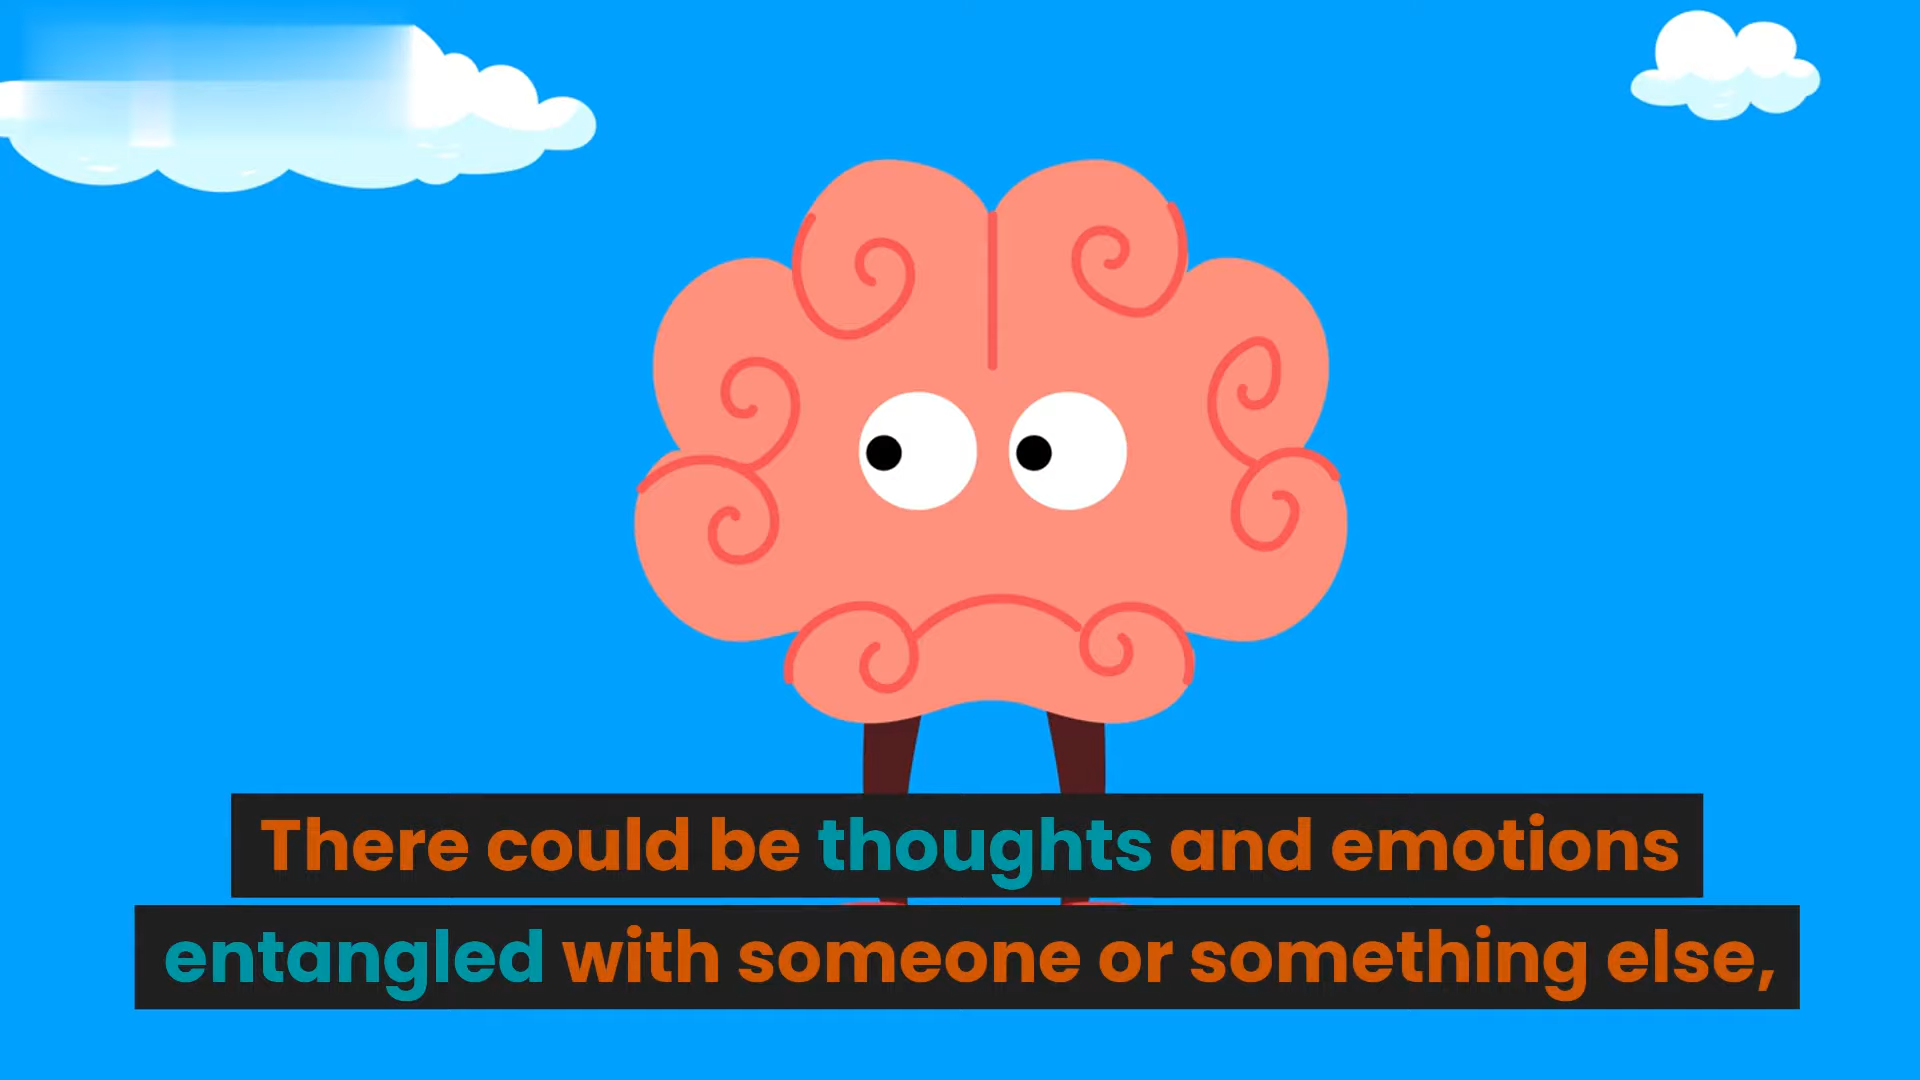 There could be thoughts and emotions
entangled with someone or something else,